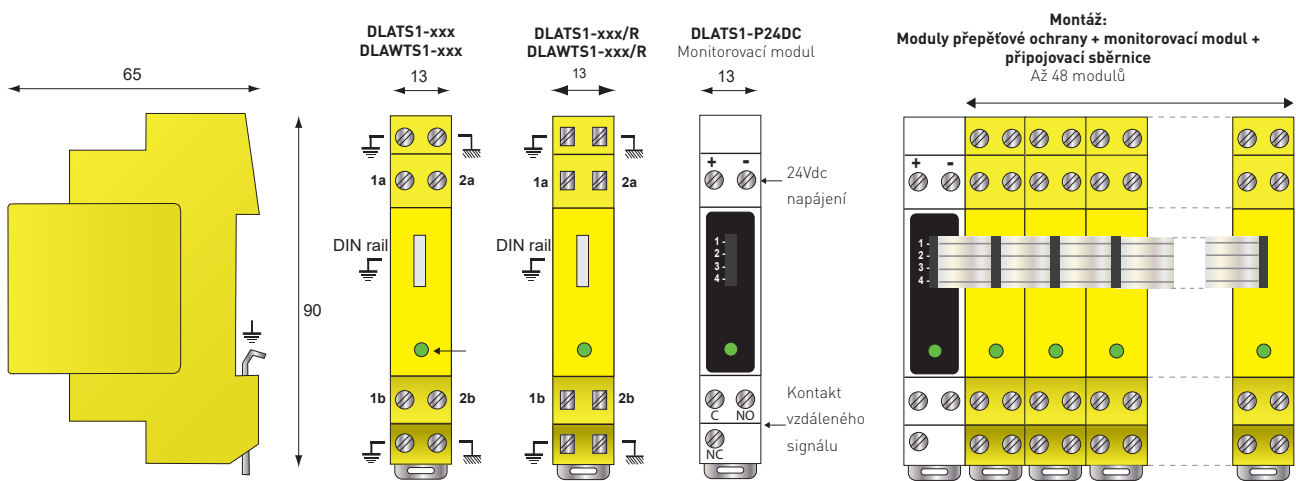 65
90
DLATS1-xxx
DLAWTS1-xxx
13
1a 2a
DIN rail
1b 2b
DLATS1-xxx/R
DLAWTS1-xxx/R
13
1a 2a
DIN rail
1b 2b
DLATS1-P24DC
Monitorovací modul
13
+ -
24Vdc
napájení
1 -
2 -
3 -
4 -
C NO
NC
Kontakt
vzdáleného
signálu
Montáž:
Moduly přepěťové ochrany + monitorovací modul +
připojovací sběrnice
Až 48 modulů
+ -
1 -
2 -
3 -
4 -